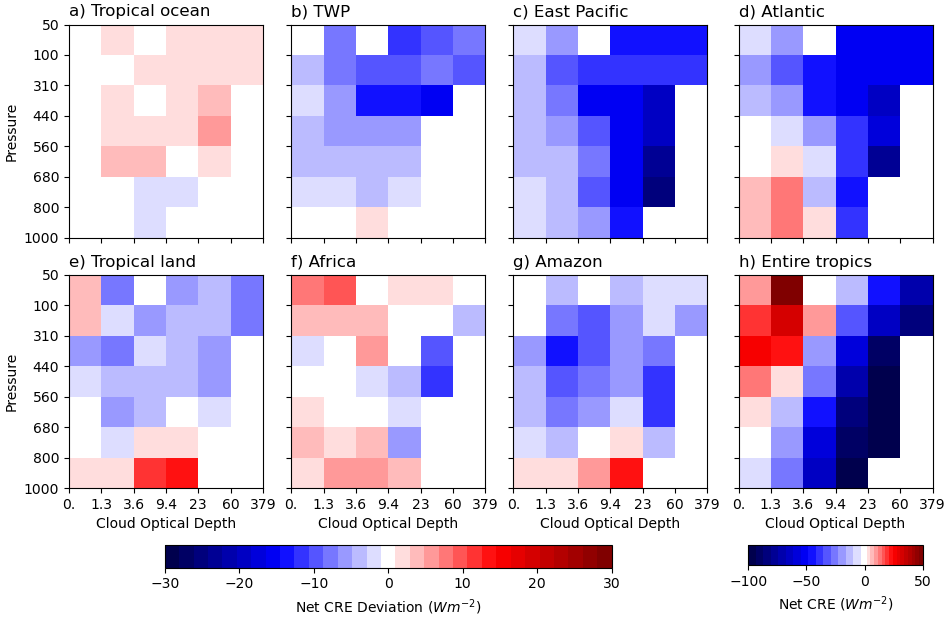 a) Tropical ocean
b) TWP
c) East Pacific
d) Atlantic
50
100
310
440
560
680
800
1000
Pressure
e) Tropical land
f) Africa
g) Amazon
h) Entire tropics
50
100
310
440
560
680
800
1000
Pressure
0. 1.3 3.6 9.4 23 60 379
0. 1.3 3.6 9.4 23 60 379
0. 1.3 3.6 9.4 23 60 379
0. 1.3 3.6 9.4 23 60 379
Cloud Optical Depth
Cloud Optical Depth
Cloud Optical Depth
Cloud Optical Depth
−30 −20 −10 0 10 20 30
Net CRE Deviation (Wm⁻²)
−100 −50 0 50
Net CRE (Wm⁻²)